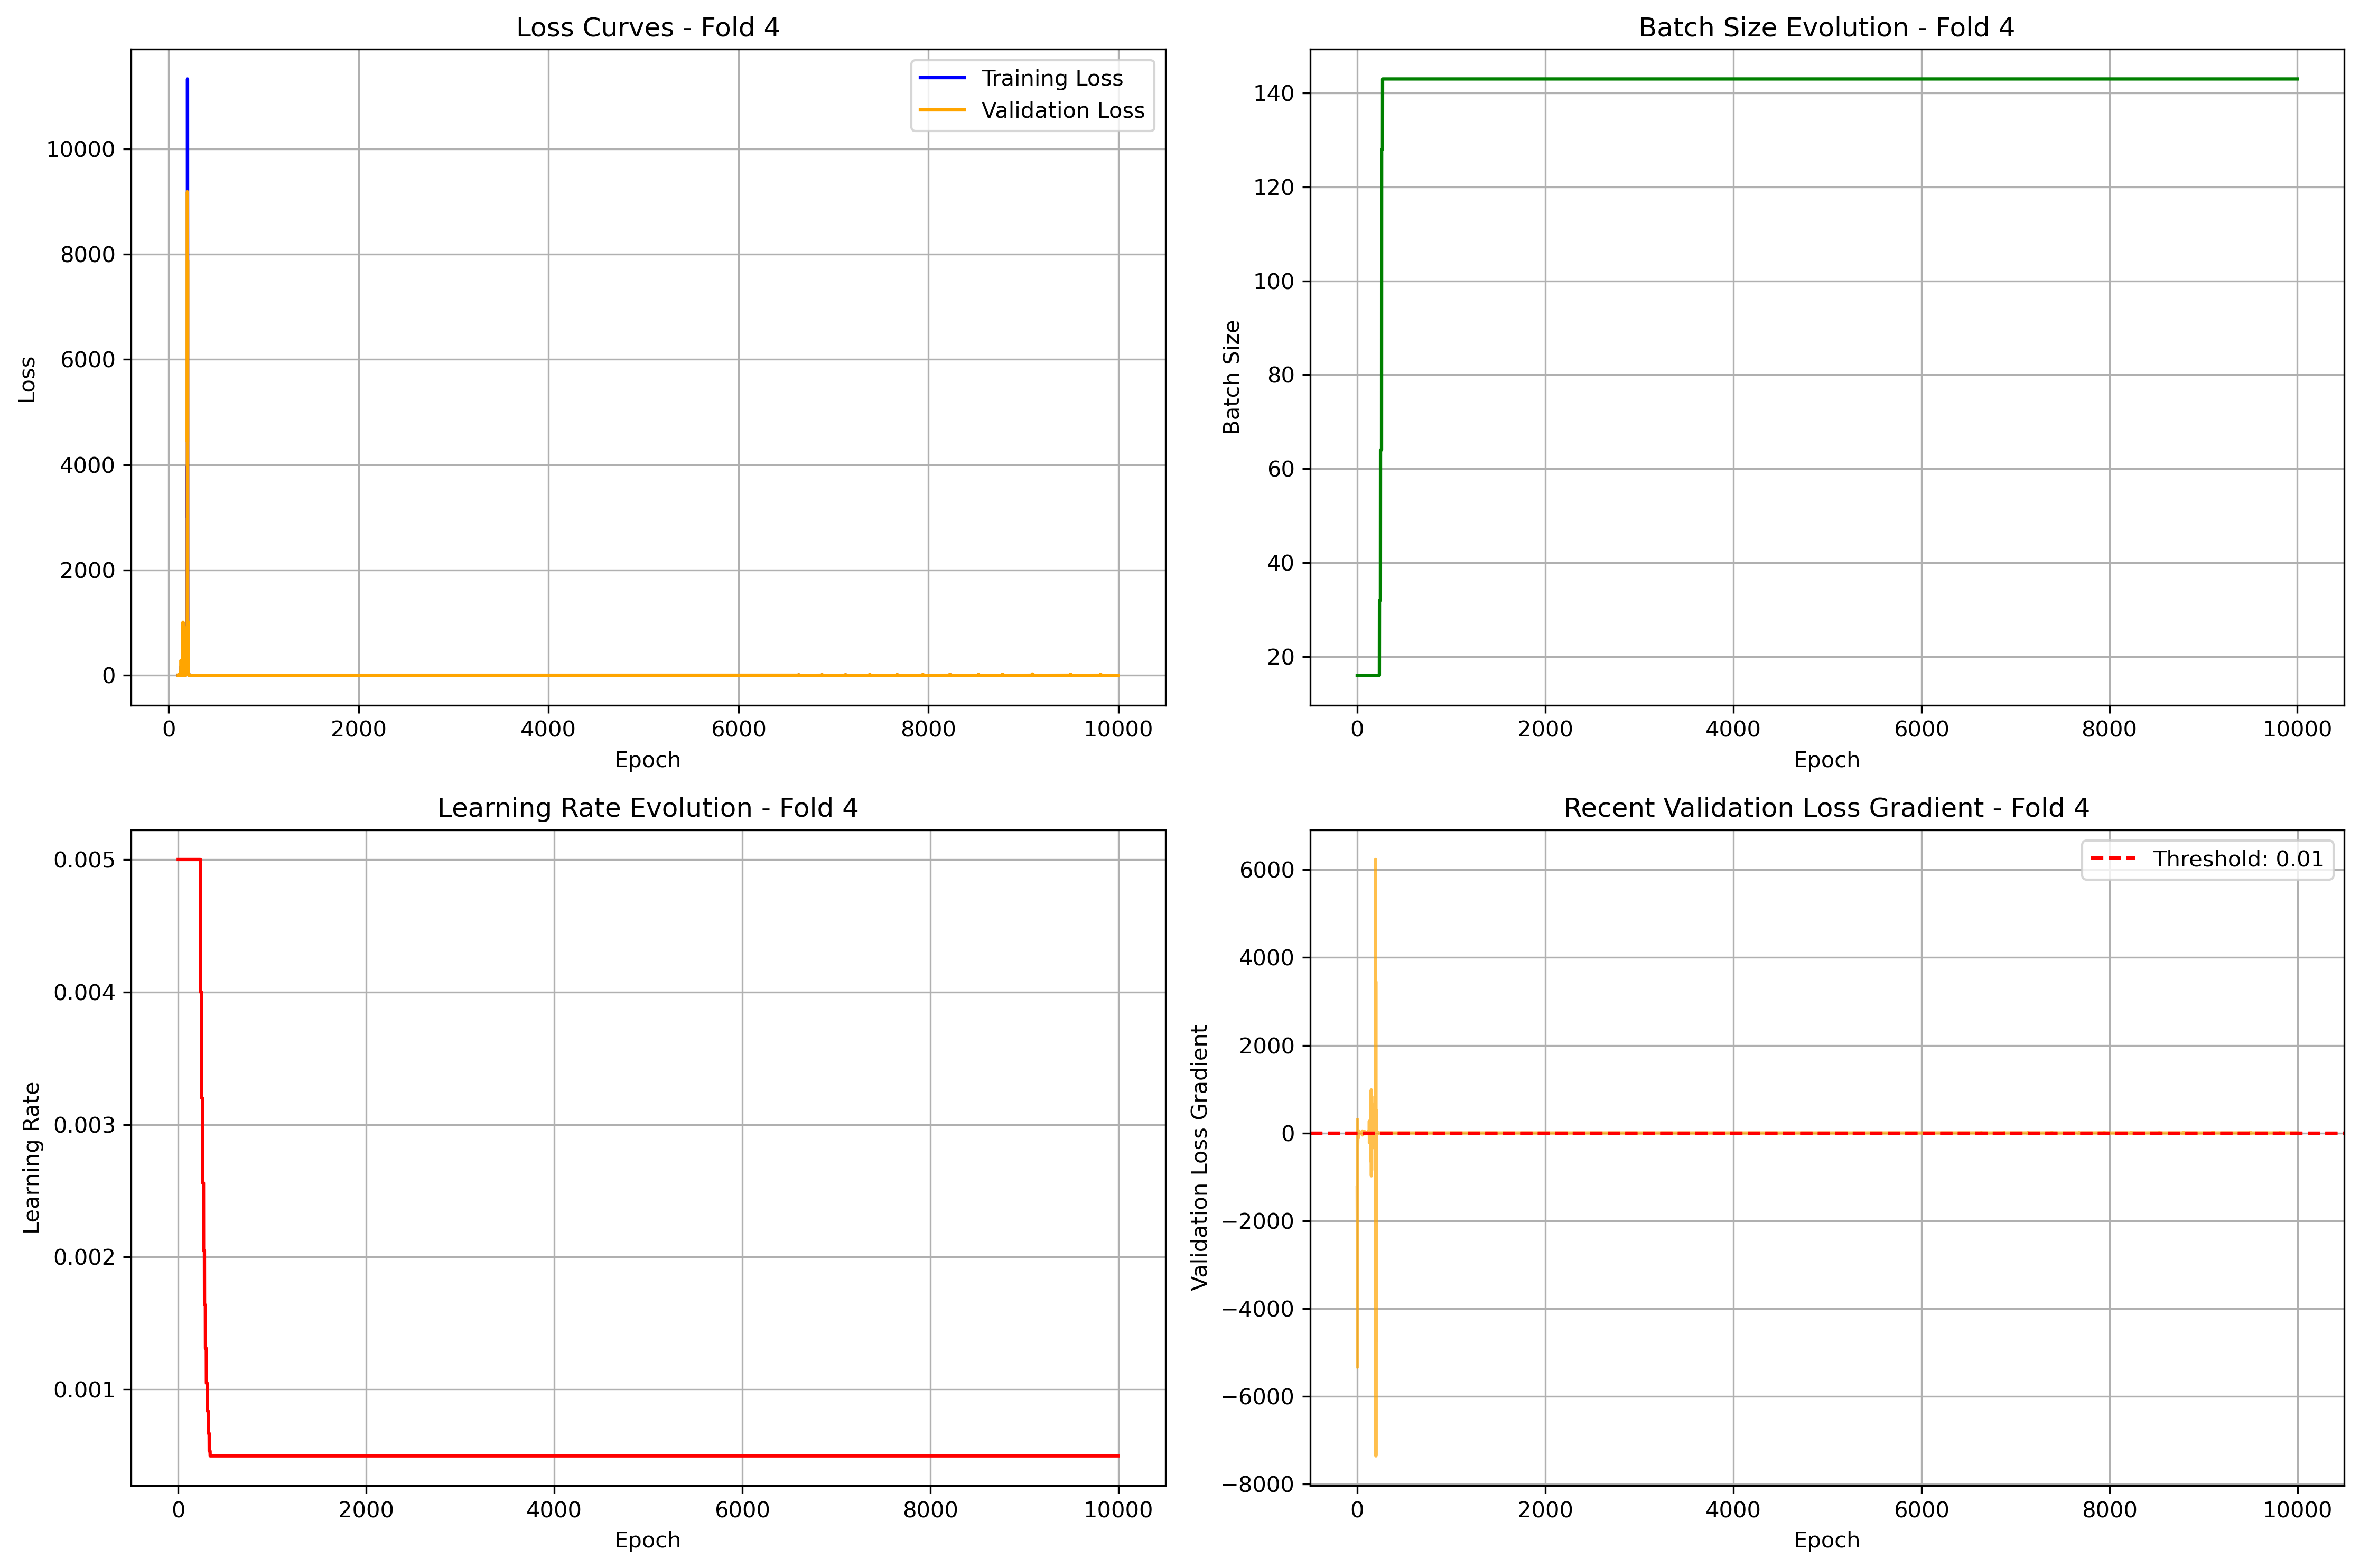 Loss Curves - Fold 4
Training Loss
Validation Loss
10000
8000
6000
4000
2000
0
Loss
0 2000 4000 6000 8000 10000
Epoch
Batch Size Evolution - Fold 4
140
120
100
80
60
40
20
Batch Size
0 2000 4000 6000 8000 10000
Epoch
Learning Rate Evolution - Fold 4
0.005
0.004
0.003
0.002
0.001
Learning Rate
0 2000 4000 6000 8000 10000
Epoch
Recent Validation Loss Gradient - Fold 4
Threshold: 0.01
6000
4000
2000
0
−2000
−4000
−6000
−8000
Validation Loss Gradient
0 2000 4000 6000 8000 10000
Epoch